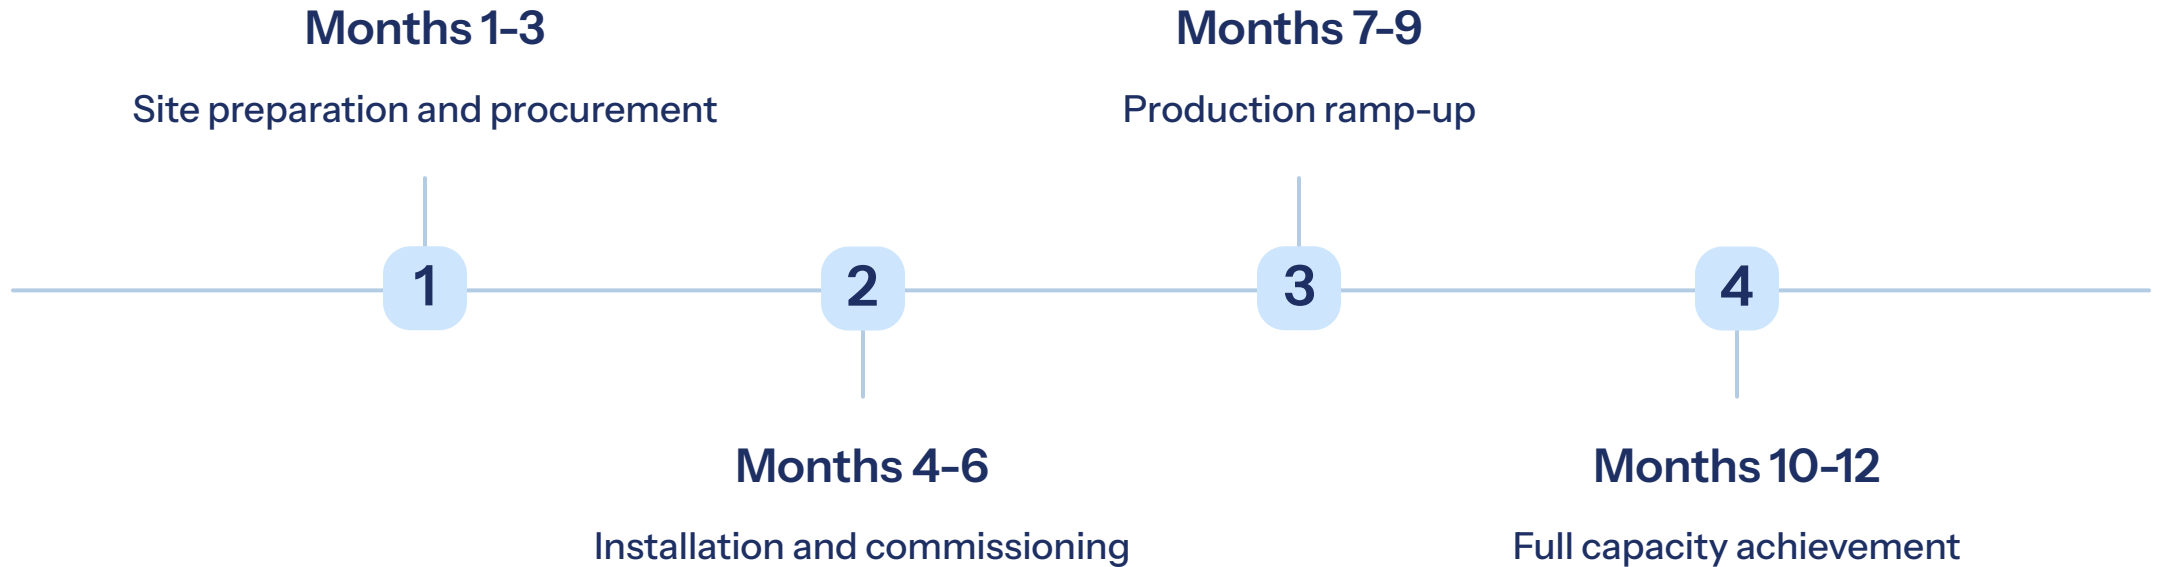 Months 1-3
Site preparation and procurement
1
2
Months 4-6
Installation and commissioning
Months 7-9
Production ramp-up
3
4
Months 10-12
Full capacity achievement